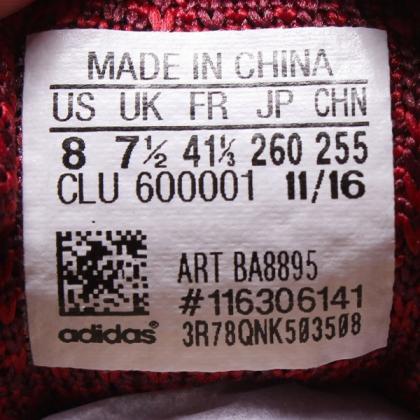 MADE IN CHINA
US UK FR JP CHN
8 7½ 41⅓ 260 255
CLU 600001 11/16
ART BA8895
#116306141
adidas® 3R78QNK503508